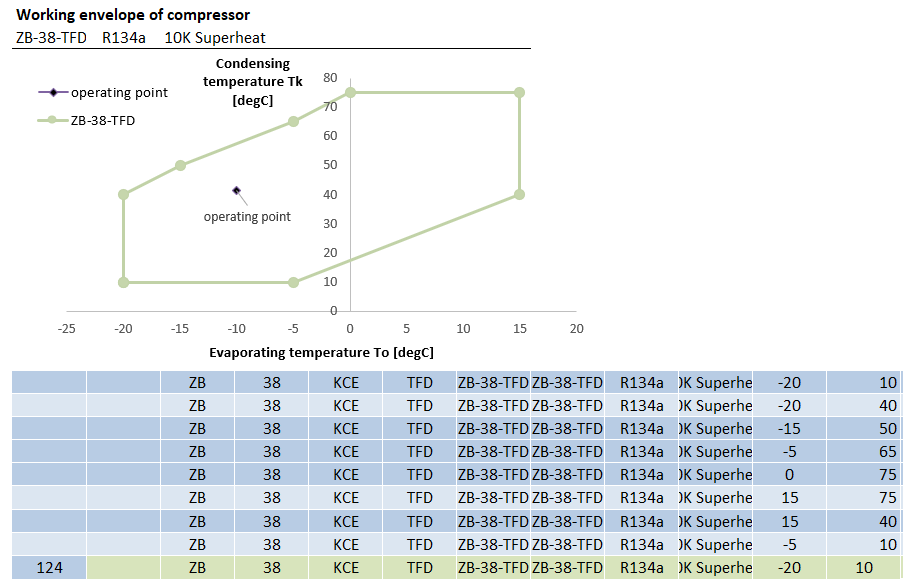 Working envelope of compressor
ZB-38-TFD R134a 10K Superheat
Condensing
temperature Tk
[degC]
operating point
ZB-38-TFD
80
70
60
50
40
30
20
10
0
operating point
-25 -20 -15 -10 -5 0 5 10 15 20
Evaporating temperature To [degC]
ZB 38 KCE TFD ZB-38-TFD ZB-38-TFD R134a 0K Superhe -20 10
ZB 38 KCE TFD ZB-38-TFD ZB-38-TFD R134a 0K Superhe -20 40
ZB 38 KCE TFD ZB-38-TFD ZB-38-TFD R134a 0K Superhe -15 50
ZB 38 KCE TFD ZB-38-TFD ZB-38-TFD R134a 0K Superhe -5 65
ZB 38 KCE TFD ZB-38-TFD ZB-38-TFD R134a 0K Superhe 0 75
ZB 38 KCE TFD ZB-38-TFD ZB-38-TFD R134a 0K Superhe 15 75
ZB 38 KCE TFD ZB-38-TFD ZB-38-TFD R134a 0K Superhe 15 40
ZB 38 KCE TFD ZB-38-TFD ZB-38-TFD R134a 0K Superhe -5 10
124 ZB 38 KCE TFD ZB-38-TFD ZB-38-TFD R134a 0K Superhe -20 10